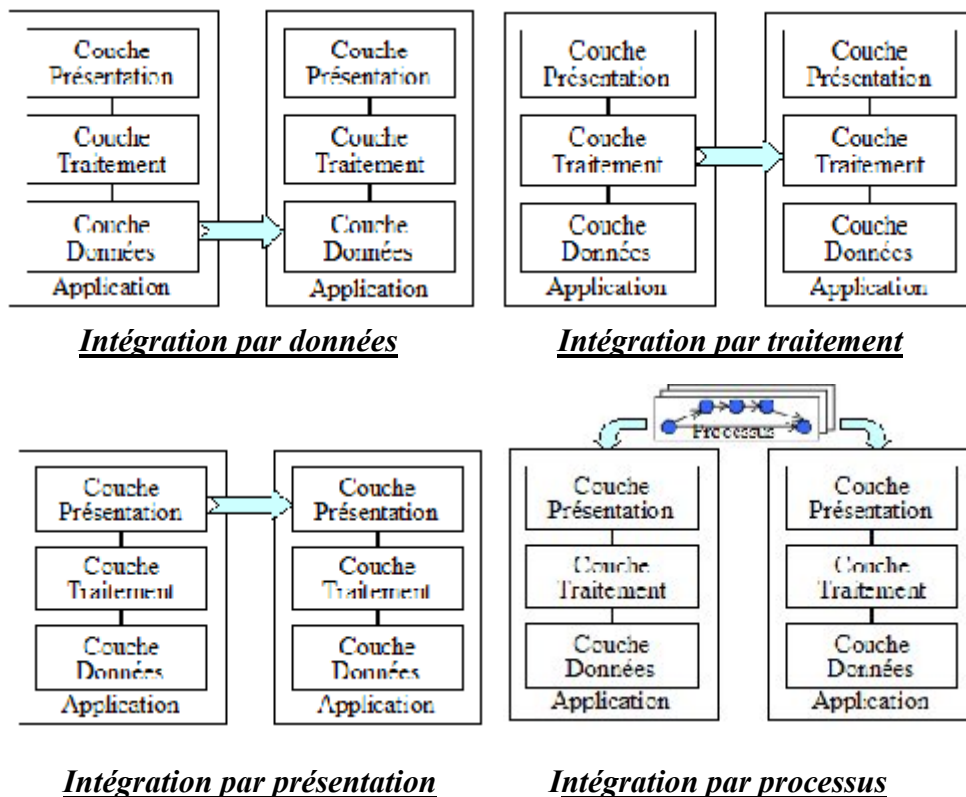 Couche
Présentation
Couche
Traitement
Couche
Données
Application
Couche
Présentation
Couche
Traitement
Couche
Données
Application
Intégration par données
Couche
Présentation
Couche
Traitement
Couche
Données
Application
Couche
Présentation
Couche
Traitement
Couche
Données
Application
Intégration par traitement
Couche
Présentation
Couche
Traitement
Couche
Données
Application
Couche
Présentation
Couche
Traitement
Couche
Données
Application
Intégration par présentation
Processus
Couche
Présentation
Couche
Traitement
Couche
Données
Application
Couche
Présentation
Couche
Traitement
Couche
Données
Application
Intégration par processus